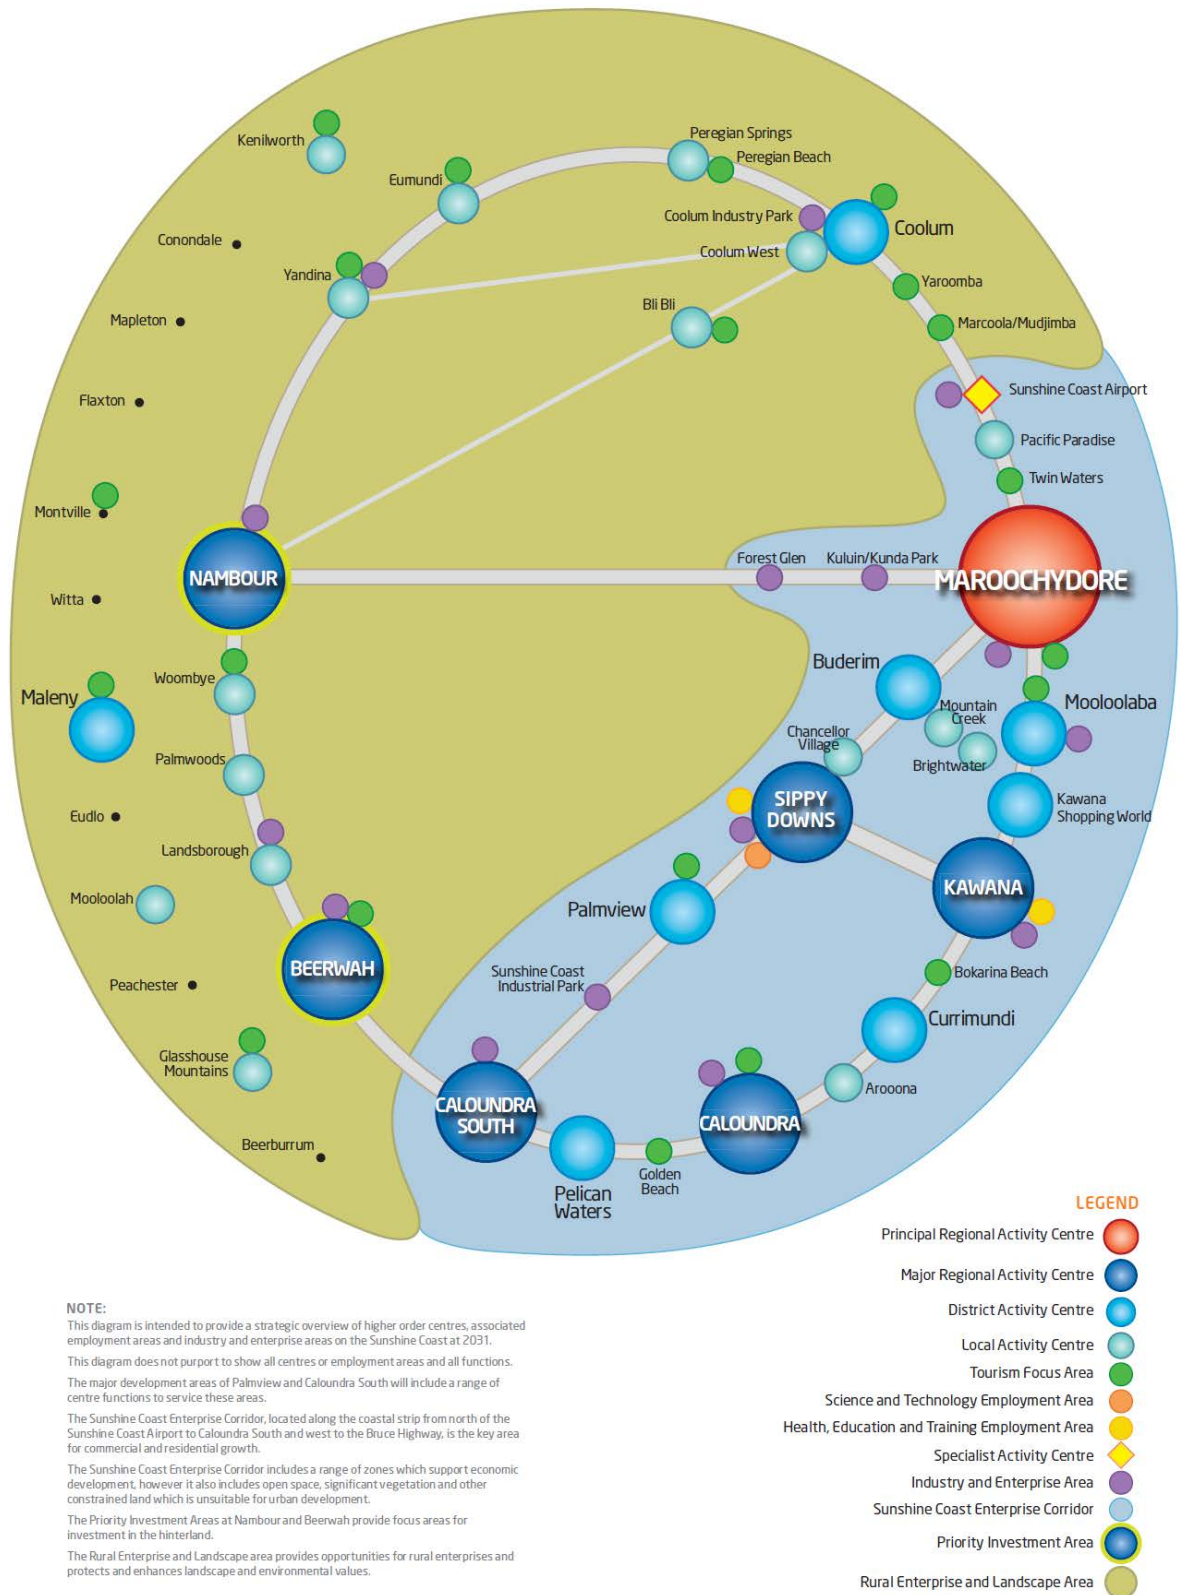 Kenilworth
Peregian Springs
Peregian Beach
Eumundi
Coolum Industry Park
Coolum
Conondale
Coolum West
Yandina
Yaroomba
Bli Bli
Mapleton
Marcoola/Mudjimba
Flaxton
Sunshine Coast Airport
Pacific Paradise
Twin Waters
Montville
Forest Glen
Kuluin/Kunda Park
NAMBOUR
MAROOCHYDORE
Witta
Buderim
Woombye
Maleny
Mooloolaba
Mountain
Creek
Chancellor
Village
Palmwoods
Brightwater
SIPPY
DOWNS
Kawana
Shopping World
Eudlo
Landsborough
KAWANA
Mooloolah
Palmview
BEERWAH
Sunshine Coast
Industrial Park
Bokarina Beach
Peachester
Currimundi
Glasshouse
Mountains
Arooona
CALOUNDRA
SOUTH
CALOUNDRA
Beerburrum
Golden
Beach
Pelican
Waters
LEGEND
Principal Regional Activity Centre
Major Regional Activity Centre
District Activity Centre
Local Activity Centre
Tourism Focus Area
Science and Technology Employment Area
Health, Education and Training Employment Area
Specialist Activity Centre
Industry and Enterprise Area
Sunshine Coast Enterprise Corridor
Priority Investment Area
Rural Enterprise and Landscape Area
NOTE:
This diagram is intended to provide a strategic overview of higher order centres, associated
employment areas and industry and enterprise areas on the Sunshine Coast at 2031.
This diagram does not purport to show all centres or employment areas and all functions.
The major development areas of Palmview and Caloundra South will include a range of
centre functions to service these areas.
The Sunshine Coast Enterprise Corridor, located along the coastal strip from north of the
Sunshine Coast Airport to Caloundra South and west to the Bruce Highway, is the key area
for commercial and residential growth.
The Sunshine Coast Enterprise Corridor includes a range of zones which support economic
development, however it also includes open space, significant vegetation and other
constrained land which is unsuitable for urban development.
The Priority Investment Areas at Nambour and Beerwah provide focus areas for
investment in the hinterland.
The Rural Enterprise and Landscape area provides opportunities for rural enterprises and
protects and enhances landscape and environmental values.